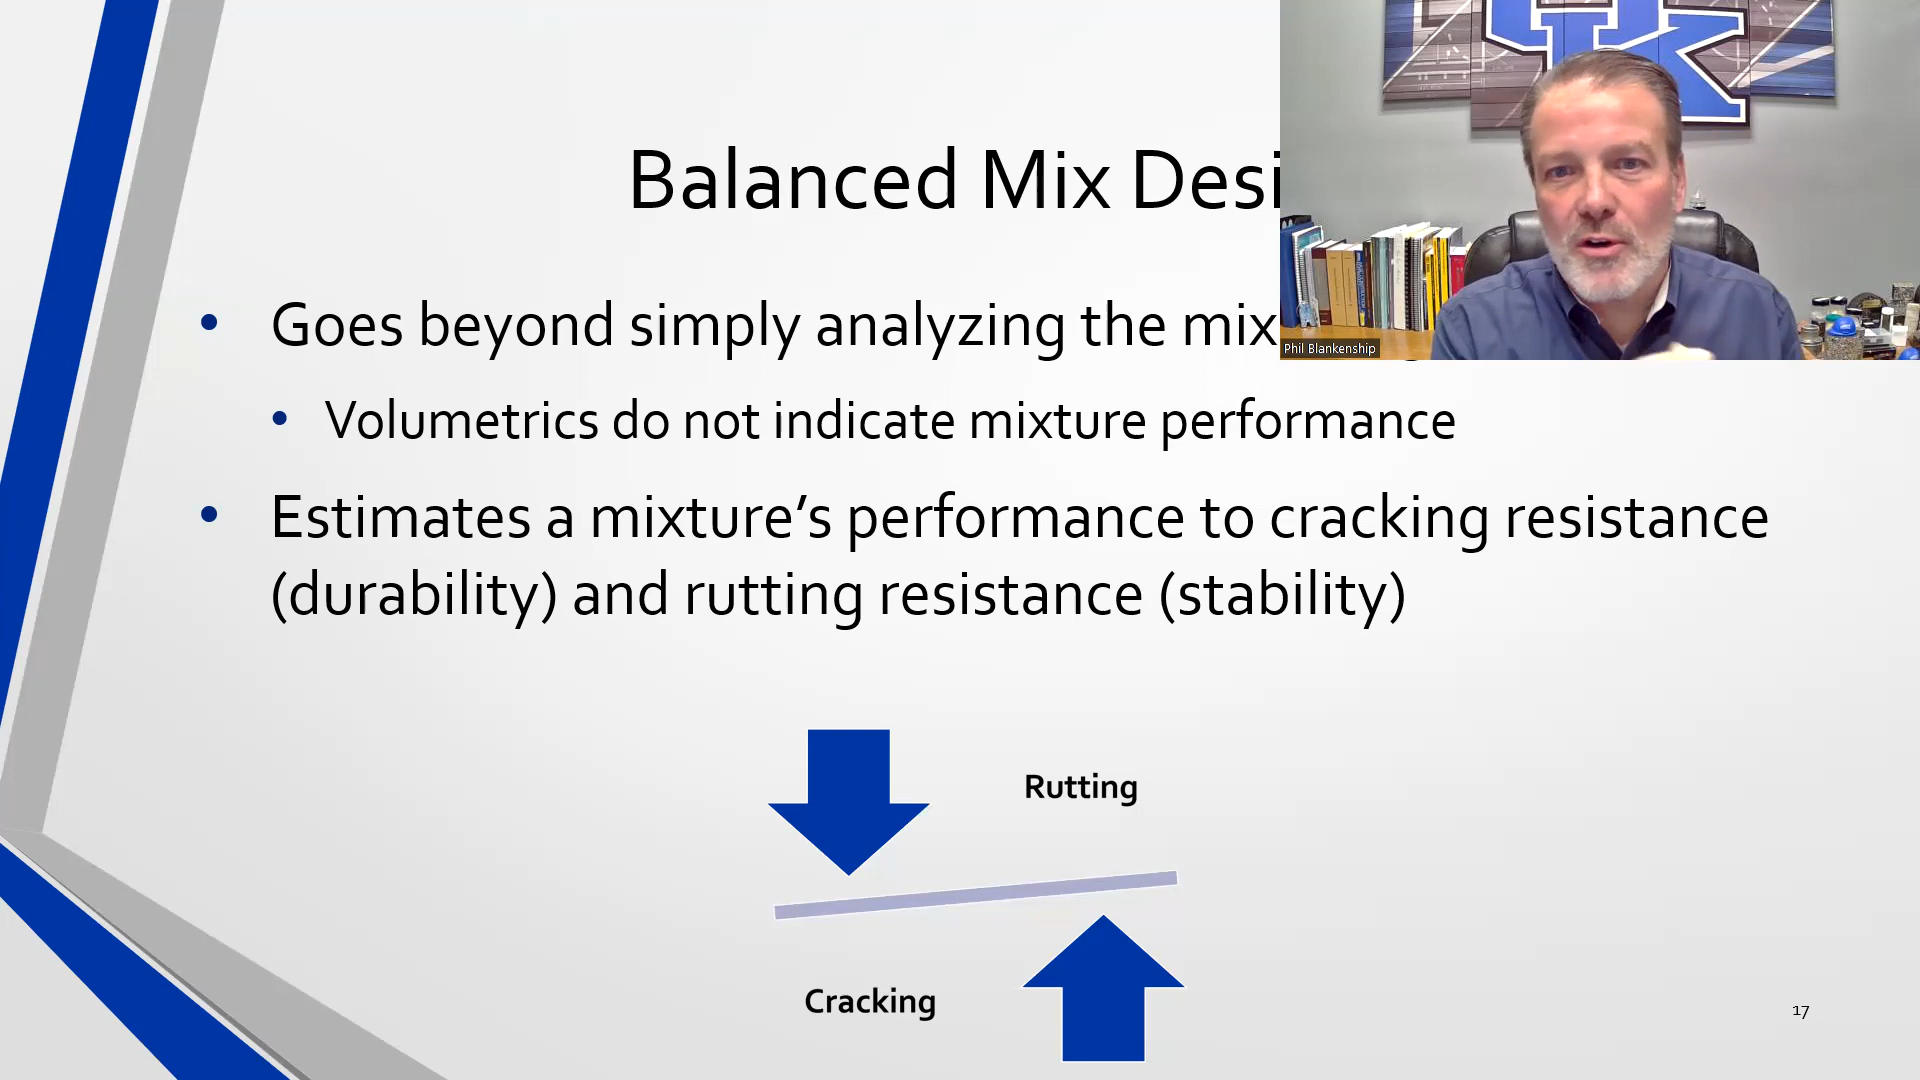 Balanced Mix Desi
Goes beyond simply analyzing the mix
Phil Blankenship
Volumetrics do not indicate mixture performance
Estimates a mixture’s performance to cracking resistance
(durability) and rutting resistance (stability)
Rutting
Cracking
17